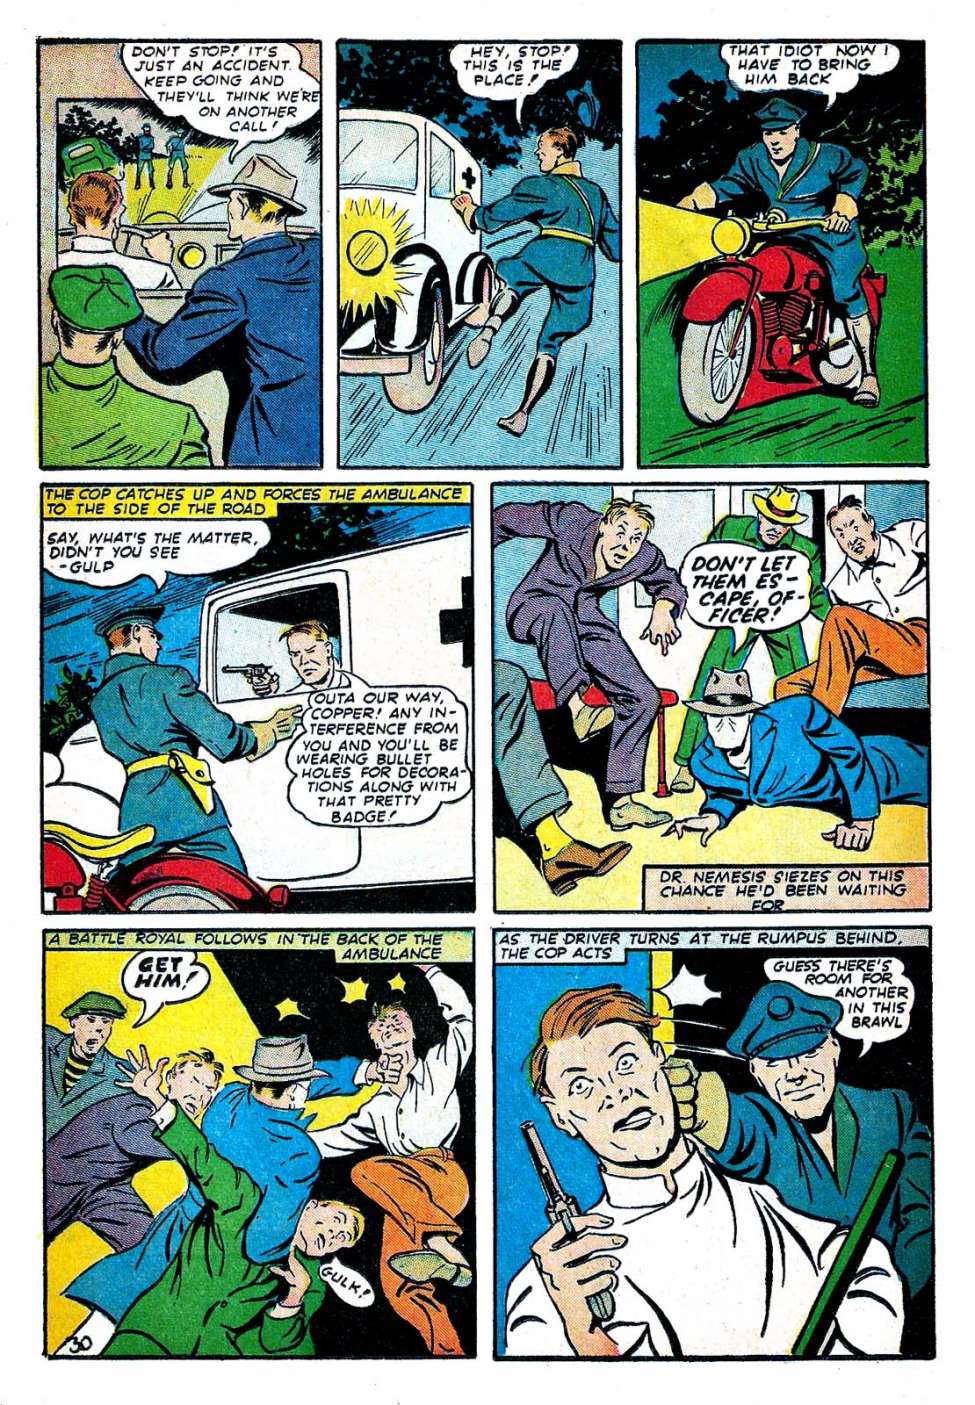 DON'T STOP! IT'S
JUST AN ACCIDENT.
KEEP GOING AND
THEY'LL THINK WE'RE
ON ANOTHER
CALL!
HEY, STOP!
THIS IS THE
PLACE!
THAT IDIOT NOW I
HAVE TO BRING
HIM BACK
THE COP CATCHES UP AND FORCES THE AMBULANCE
TO THE SIDE OF THE ROAD
SAY, WHAT'S THE MATTER,
DIDN'T YOU SEE
-GULP
OUTA OUR WAY,
COPPER! ANY IN-
TERFERENCE FROM
YOU AND YOU'LL BE
WEARING BULLET
HOLES FOR DECORA-
TIONS ALONG WITH
THAT PRETTY
BADGE!
DON'T LET
THEM ES-
CAPE, OF-
FICER!
DR. NEMESIS SIEZES ON THIS
CHANCE HE'D BEEN WAITING
FOR
A BATTLE ROYAL FOLLOWS IN THE BACK OF THE
AMBULANCE
GET
HIM!
GULK!
30
AS THE DRIVER TURNS AT THE RUMPUS BEHIND,
THE COP ACTS
GUESS THERE'S
ROOM FOR
ANOTHER
IN THIS
BRAWL